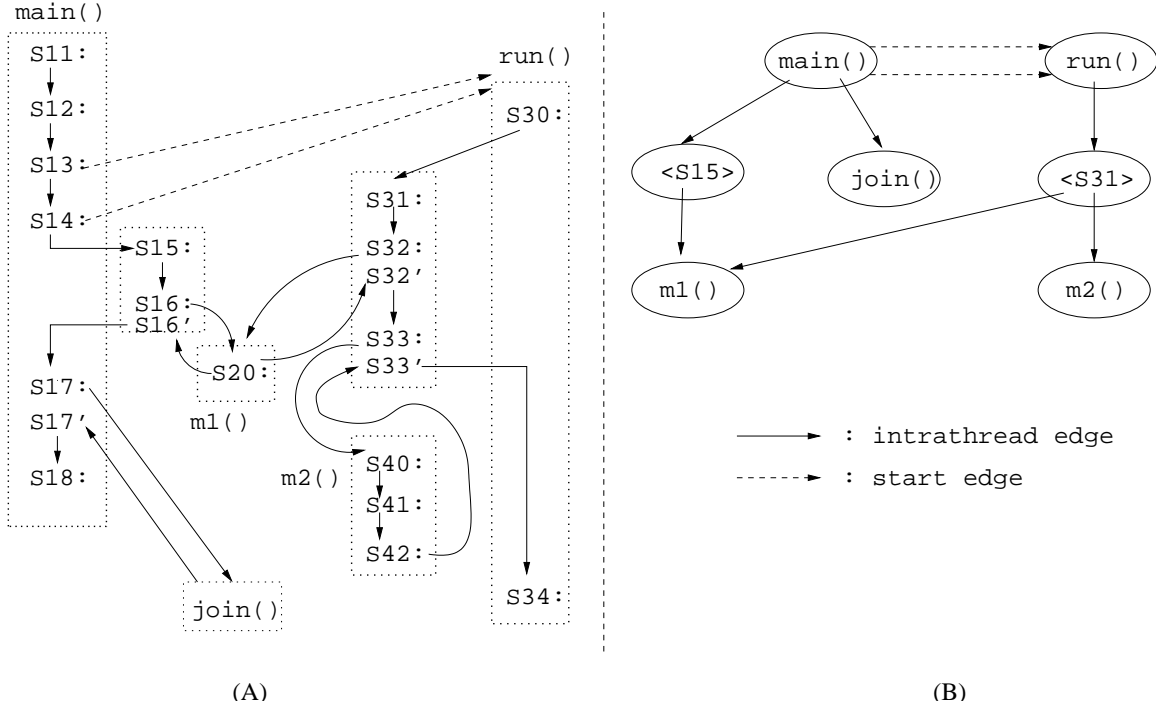 main()
S11:
S12:
S13:
S14:
S15:
S16:
S16'
S17:
S17'
S18:
S20:
m1()
join()
run()
S30:
S31:
S32:
S32'
S33:
S33'
m2()
S40:
S41:
S42:
S34:
(A)
main()
run()
<S15>
join()
<S31>
m1()
m2()
: intrathread edge
: start edge
(B)